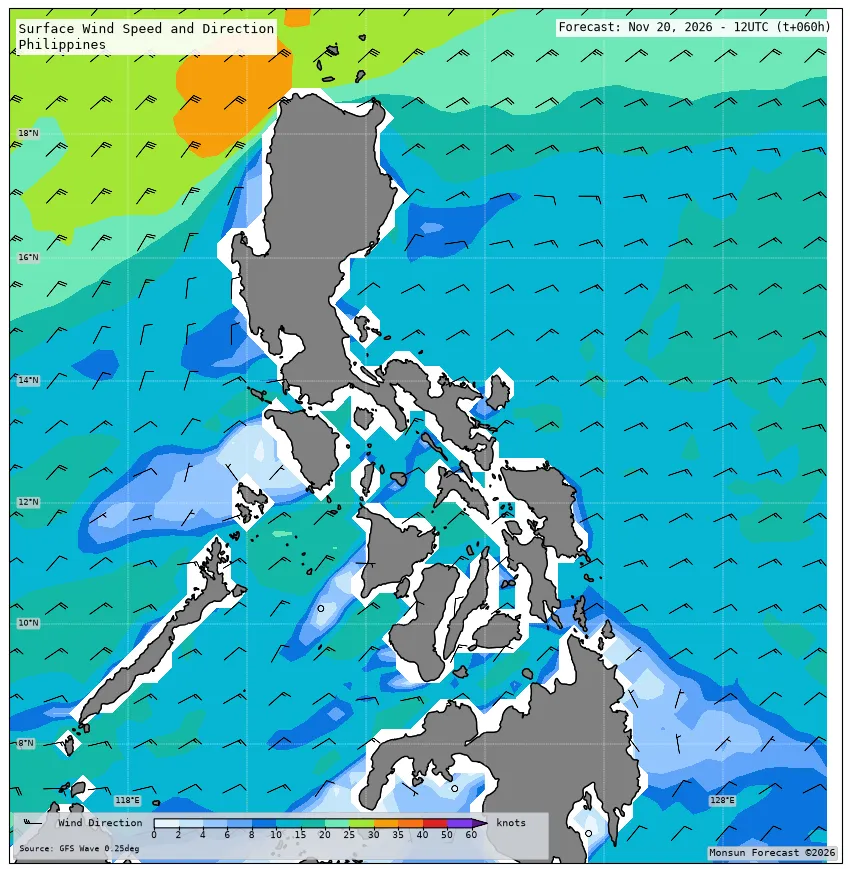 Surface Wind Speed and Direction
Philippines
Forecast: Nov 20, 2026 - 12UTC (t+060h)
18°N
16°N
14°N
12°N
10°N
8°N
118°E
128°E
Wind Direction
0 2 4 6 8 10 15 20 25 30 35 40 50 60
knots
Source: GFS Wave 0.25deg
Monsun Forecast ©2026